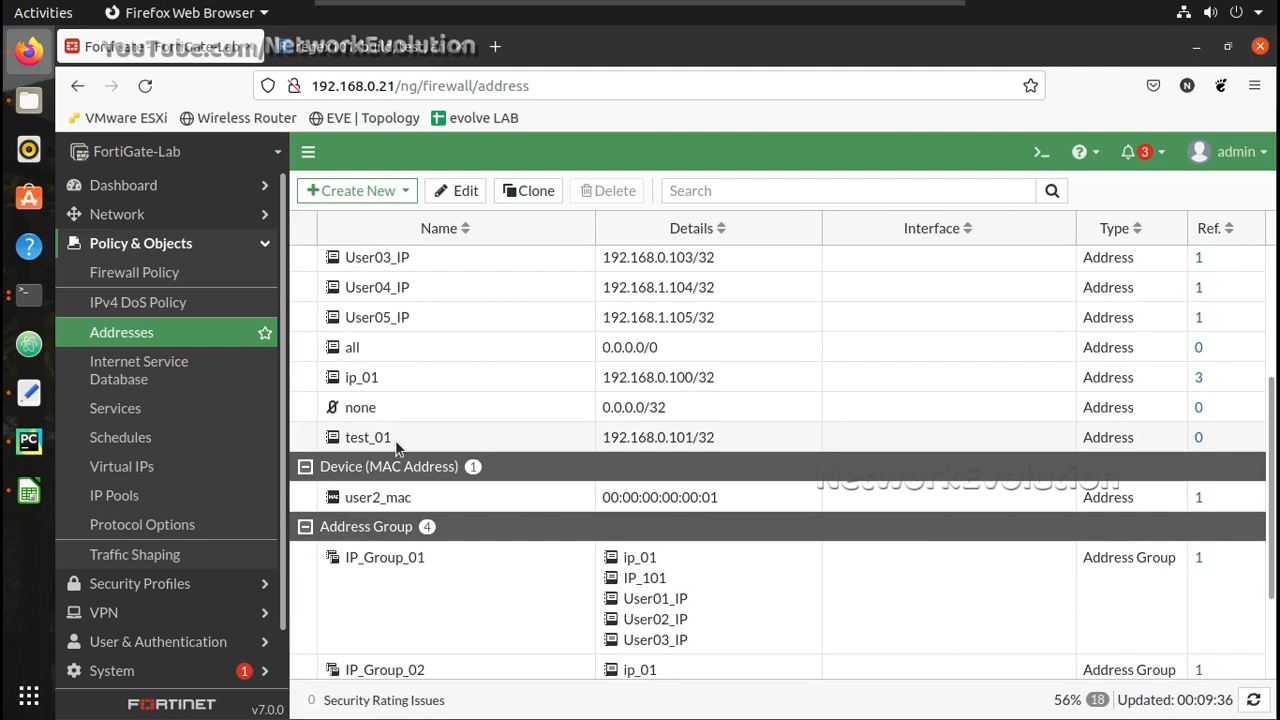 Activities
Firefox Web Browser
FortiGate - FortiGate-Lab
YouTube.com/NetworkEvolution
192.168.0.21/ng/firewall/address
VMware ESXi
Wireless Router
EVE | Topology
evolve LAB
FortiGate-Lab
3
admin
Dashboard
Network
Policy & Objects
Firewall Policy
IPv4 DoS Policy
Addresses
Internet Service
Database
Services
Schedules
Virtual IPs
IP Pools
Protocol Options
Traffic Shaping
Security Profiles
VPN
User & Authentication
System 1
FORTINET v7.0.0
Create New
Edit
Clone
Delete
Search
Name Details Interface Type Ref.
User03_IP 192.168.0.103/32 Address 1
User04_IP 192.168.1.104/32 Address 1
User05_IP 192.168.1.105/32 Address 1
all 0.0.0.0/0 Address 0
ip_01 192.168.0.100/32 Address 3
none 0.0.0.0/32 Address 0
test_01 192.168.0.101/32 Address 0
Device (MAC Address) 1
NetworkEvolution
user2_mac 00:00:00:00:00:01 1
Address Group 4
IP_Group_01 ip_01 Address Group 1
IP_101
User01_IP
User02_IP
User03_IP
IP_Group_02 ip_01 Address Group 1
0 Security Rating Issues
56% 18 Updated: 00:09:36